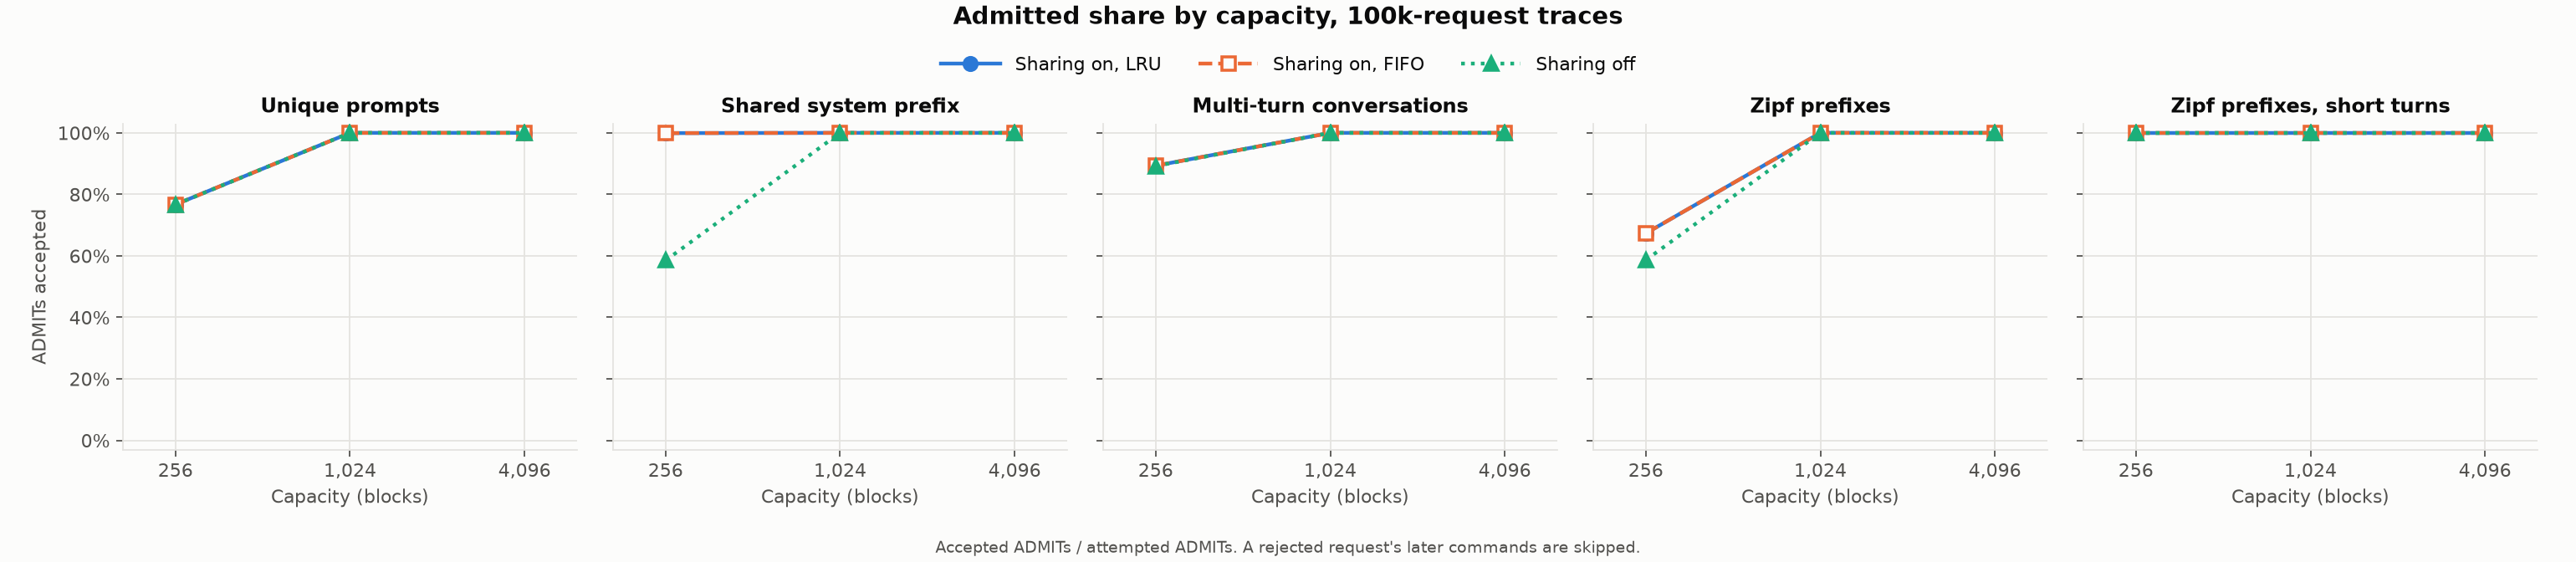 Admitted share by capacity, 100k-request traces
Sharing on, LRU
Sharing on, FIFO
Sharing off
Unique prompts
Shared system prefix
Multi-turn conversations
Zipf prefixes
Zipf prefixes, short turns
ADMITs accepted
100%
80%
60%
40%
20%
0%
256 1,024 4,096
256 1,024 4,096
256 1,024 4,096
256 1,024 4,096
256 1,024 4,096
Capacity (blocks)
Capacity (blocks)
Capacity (blocks)
Capacity (blocks)
Capacity (blocks)
Accepted ADMITs / attempted ADMITs. A rejected request's later commands are skipped.